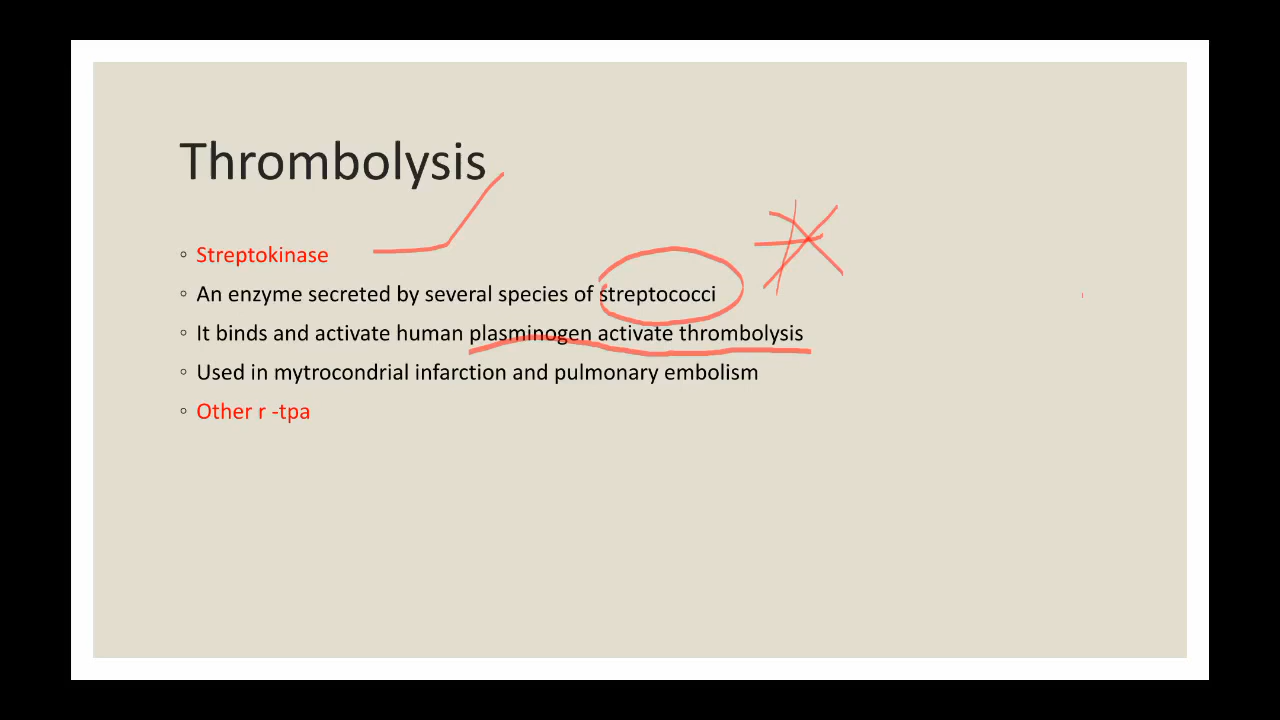 Thrombolysis
◦ Streptokinase
◦ An enzyme secreted by several species of streptococci
◦ It binds and activate human plasminogen activate thrombolysis
◦ Used in mytrocondrial infarction and pulmonary embolism
◦ Other r -tpa